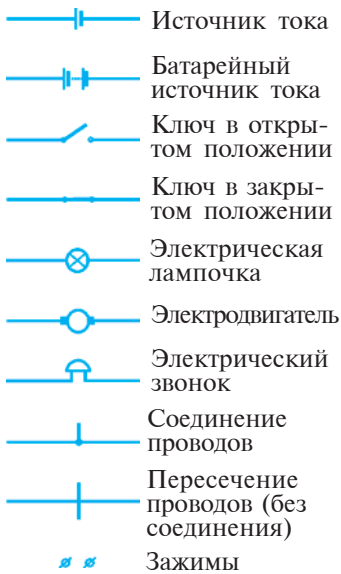 Источник тока
Батарейный
источник тока
Ключ в откры-
том положении
Ключ в закры-
том положении
Электрическая
лампочка
Электродвигатель
Электрический
звонок
Соединение
проводов
Пересечение
проводов (без
соединения)
Зажимы